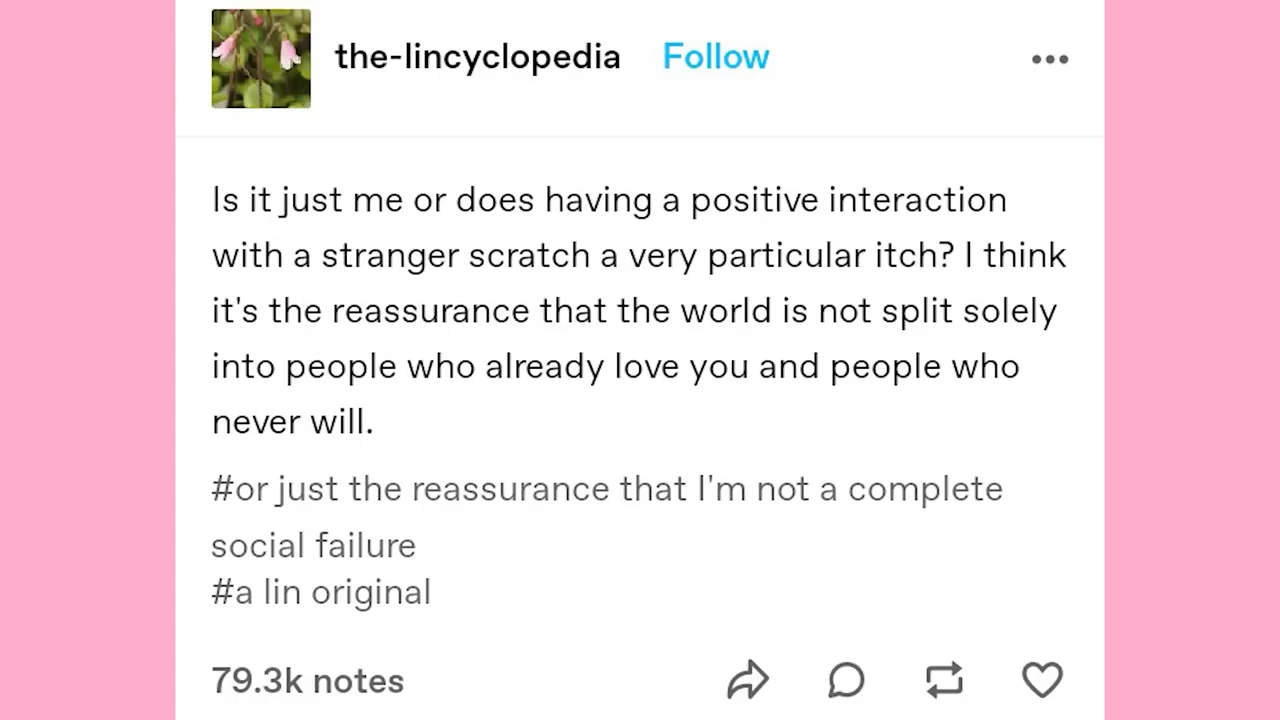 the-lincyclopedia Follow
Is it just me or does having a positive interaction
with a stranger scratch a very particular itch? I think
it's the reassurance that the world is not split solely
into people who already love you and people who
never will.
#or just the reassurance that I'm not a complete
social failure
#a lin original
79.3k notes